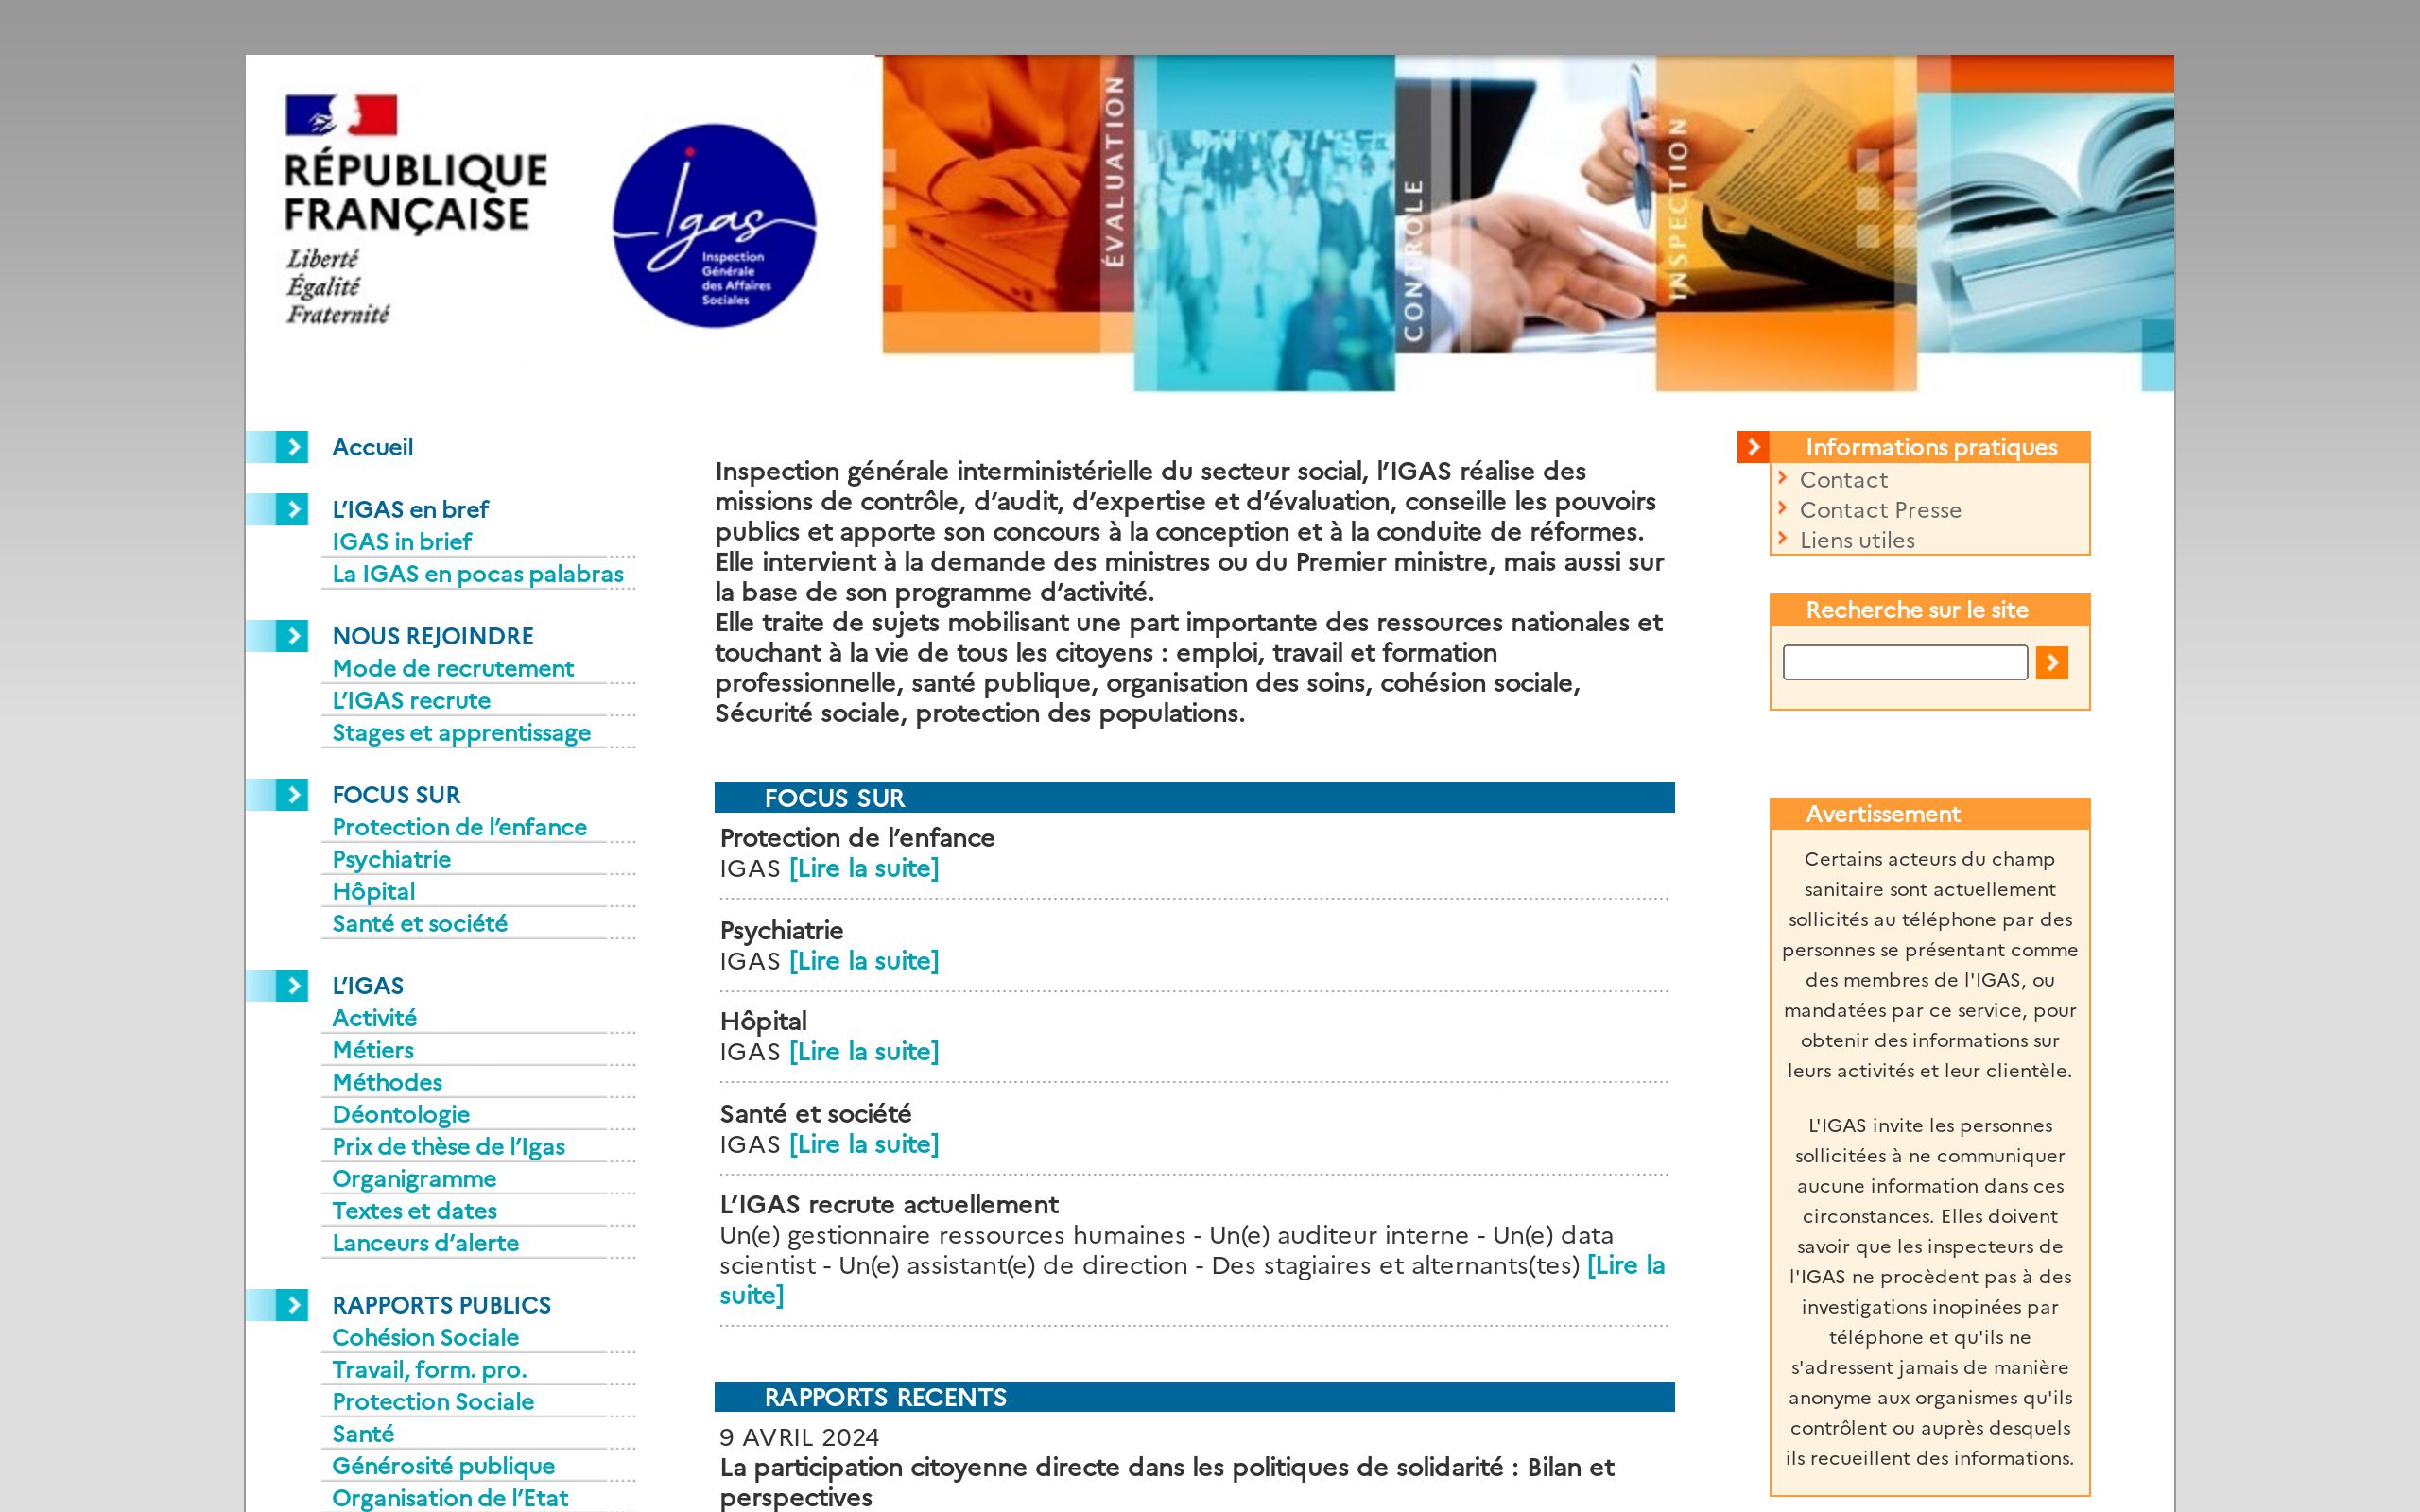 RÉPUBLIQUE
FRANÇAISE
Liberté
Égalité
Fraternité
Igas
Inspection
Générale
des Affaires
Sociales
ÉVALUATION
CONTROLE
INSPECTION
Accueil
L’IGAS en bref
IGAS in brief
La IGAS en pocas palabras
NOUS REJOINDRE
Mode de recrutement
L’IGAS recrute
Stages et apprentissage
FOCUS SUR
Protection de l’enfance
Psychiatrie
Hôpital
Santé et société
L’IGAS
Activité
Métiers
Méthodes
Déontologie
Prix de thèse de l’Igas
Organigramme
Textes et dates
Lanceurs d’alerte
RAPPORTS PUBLICS
Cohésion Sociale
Travail, form. pro.
Protection Sociale
Santé
Générosité publique
Organisation de l’Etat
Inspection générale interministérielle du secteur social, l’IGAS réalise des
missions de contrôle, d’audit, d’expertise et d’évaluation, conseille les pouvoirs
publics et apporte son concours à la conception et à la conduite de réformes.
Elle intervient à la demande des ministres ou du Premier ministre, mais aussi sur
la base de son programme d’activité.
Elle traite de sujets mobilisant une part importante des ressources nationales et
touchant à la vie de tous les citoyens : emploi, travail et formation
professionnelle, santé publique, organisation des soins, cohésion sociale,
Sécurité sociale, protection des populations.
FOCUS SUR
Protection de l’enfance
IGAS [Lire la suite]
Psychiatrie
IGAS [Lire la suite]
Hôpital
IGAS [Lire la suite]
Santé et société
IGAS [Lire la suite]
L’IGAS recrute actuellement
Un(e) gestionnaire ressources humaines - Un(e) auditeur interne - Un(e) data
scientist - Un(e) assistant(e) de direction - Des stagiaires et alternants(tes) [Lire la
suite]
RAPPORTS RECENTS
9 AVRIL 2024
La participation citoyenne directe dans les politiques de solidarité : Bilan et
perspectives
Informations pratiques
Contact
Contact Presse
Liens utiles
Recherche sur le site
Avertissement
Certains acteurs du champ
sanitaire sont actuellement
sollicités au téléphone par des
personnes se présentant comme
des membres de l'IGAS, ou
mandatées par ce service, pour
obtenir des informations sur
leurs activités et leur clientèle.
L'IGAS invite les personnes
sollicitées à ne communiquer
aucune information dans ces
circonstances. Elles doivent
savoir que les inspecteurs de
l'IGAS ne procèdent pas à des
investigations inopinées par
téléphone et qu'ils ne
s'adressent jamais de manière
anonyme aux organismes qu'ils
contrôlent ou auprès desquels
ils recueillent des informations.